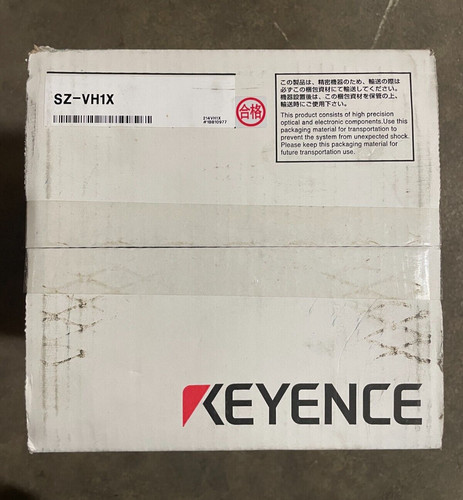 SZ-VH1X
214VH1X
#19B10977
合格
この製品は、精密機器のため、輸送の際は
必ずこの梱包資材にて輸送してください。
機器設置後は、この梱包資材を保管の上、
輸送時にご使用下さい。
This product consists of high precision
optical and electronic components.Use this
packaging material for transportation to
prevent the system from unexpected shock.
Please keep this packaging material for
future transportation use.
KEYENCE